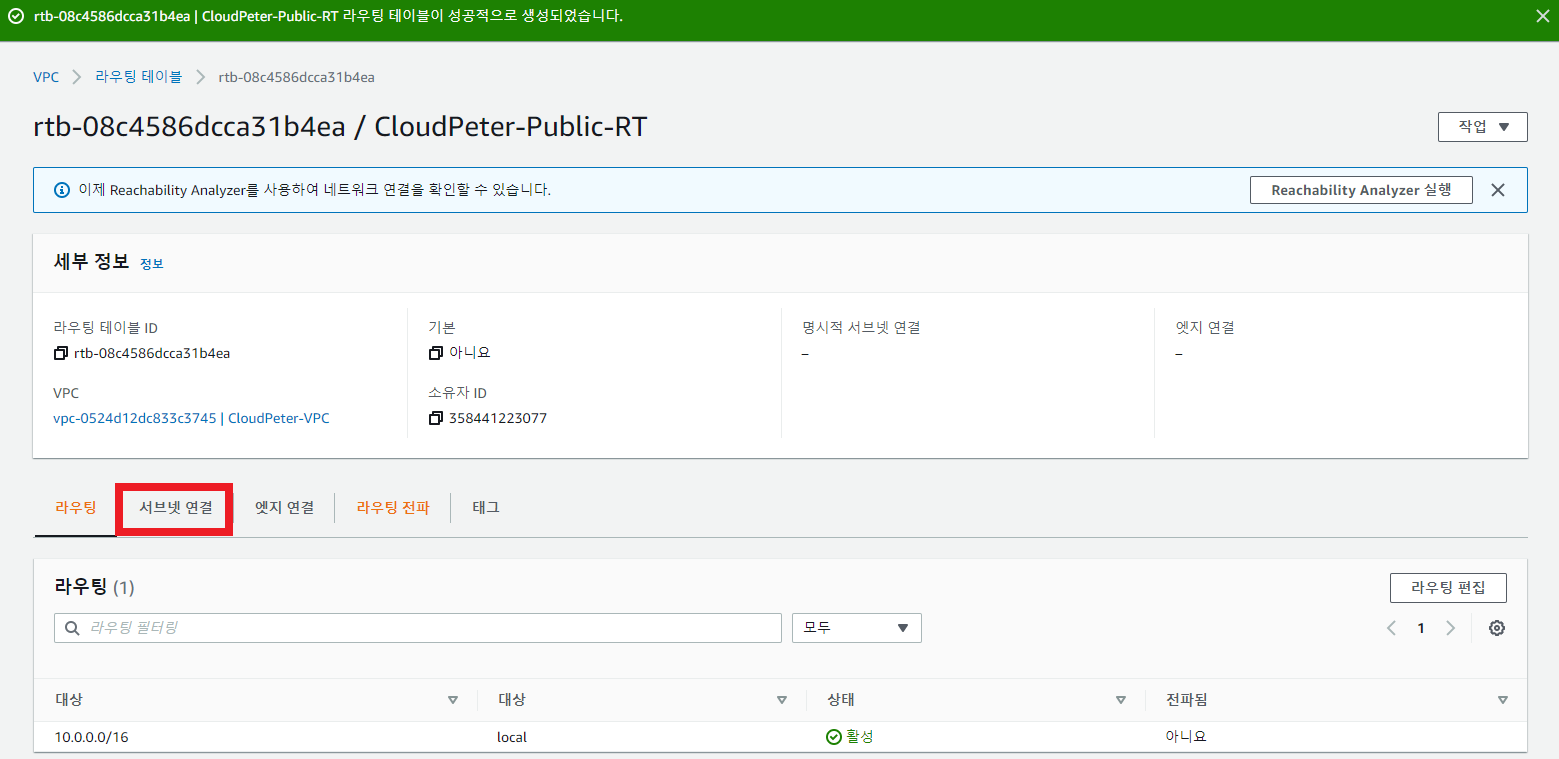 rtb-08c4586dcca31b4ea | CloudPeter-Public-RT 라우팅 테이블이 성공적으로 생성되었습니다.
VPC 라우팅 테이블 rtb-08c4586dcca31b4ea
rtb-08c4586dcca31b4ea / CloudPeter-Public-RT
작업
이제 Reachability Analyzer를 사용하여 네트워크 연결을 확인할 수 있습니다.
Reachability Analyzer 실행
세부 정보 정보
라우팅 테이블 ID
rtb-08c4586dcca31b4ea
VPC
vpc-0524d12dc833c3745 | CloudPeter-VPC
기본
아니요
소유자 ID
358441223077
명시적 서브넷 연결
–
엣지 연결
–
라우팅 서브넷 연결 엣지 연결 라우팅 전파 태그
라우팅 (1)
라우팅 편집
라우팅 필터링
모두
1
대상 대상 상태 전파됨
10.0.0.0/16 local 활성 아니요